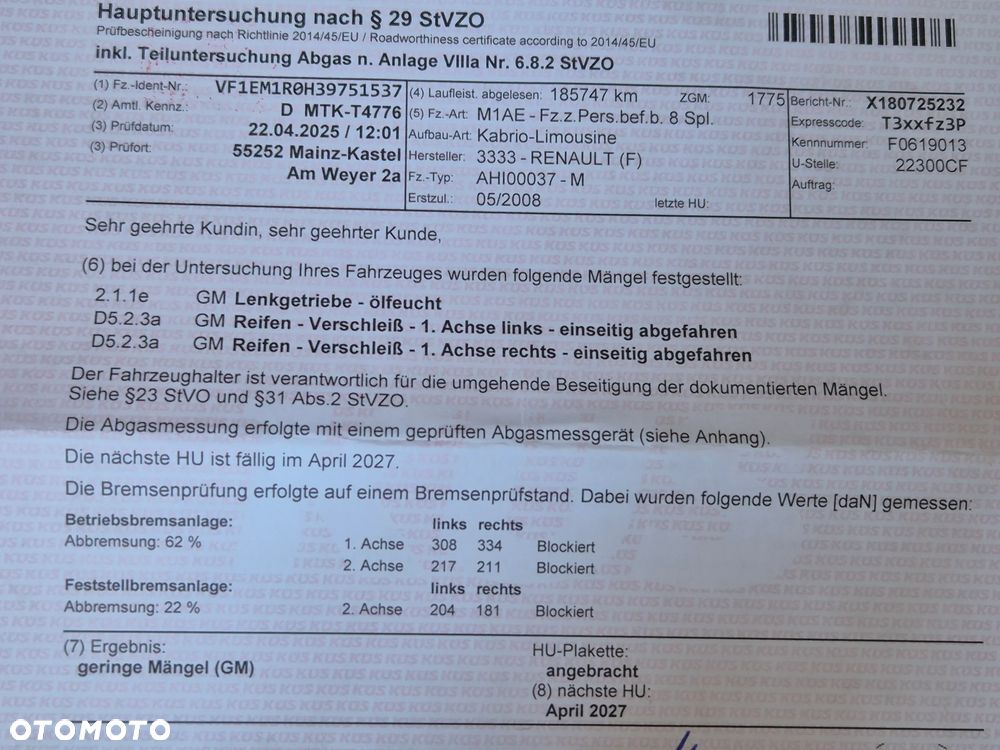 Hauptuntersuchung nach § 29 StVZO
Prüfbescheinigung nach Richtlinie 2014/45/EU / Roadworthiness certificate according to 2014/45/EU
inkl. Teiluntersuchung Abgas n. Anlage VIIIa Nr. 6.8.2 StVZO
(1) Fz.-Ident-Nr.: VF1EM1R0H39751537 (4) Laufleist. abgelesen: 185747 km ZGM: 1775 Bericht-Nr.: X180725232
(2) Amtl. Kennz.: D MTK-T4776 (5) Fz.-Art: M1AE - Fz.z.Pers.bef.b. 8 Spl. Expresscode: T3xxfz3P
(3) Prüfdatum: 22.04.2025 / 12:01 Aufbau-Art: Kabrio-Limousine Kennnummer: F0619013
(3) Prüfort: 55252 Mainz-Kastel Hersteller: 3333 - RENAULT (F) U-Stelle: 22300CF
Am Weyer 2a Fz.-Typ: AHI00037 - M Auftrag:
Erstzul.: 05/2008 letzte HU:
Sehr geehrte Kundin, sehr geehrter Kunde,
(6) bei der Untersuchung Ihres Fahrzeuges wurden folgende Mängel festgestellt:
2.1.1e GM Lenkgetriebe - ölfeucht
D5.2.3a GM Reifen - Verschleiß - 1. Achse links - einseitig abgefahren
D5.2.3a GM Reifen - Verschleiß - 1. Achse rechts - einseitig abgefahren
Der Fahrzeughalter ist verantwortlich für die umgehende Beseitigung der dokumentierten Mängel.
Siehe §23 StVO und §31 Abs.2 StVZO.
Die Abgasmessung erfolgte mit einem geprüften Abgasmessgerät (siehe Anhang).
Die nächste HU ist fällig im April 2027.
Die Bremsenprüfung erfolgte auf einem Bremsenprüfstand. Dabei wurden folgende Werte [daN] gemessen:
Betriebsbremsanlage: links rechts
Abbremsung: 62 % 1. Achse 308 334 Blockiert
2. Achse 217 211 Blockiert
Feststellbremsanlage: links rechts
Abbremsung: 22 % 2. Achse 204 181 Blockiert
(7) Ergebnis: HU-Plakette:
geringe Mängel (GM) angebracht
(8) nächste HU:
April 2027
OTOMOTO